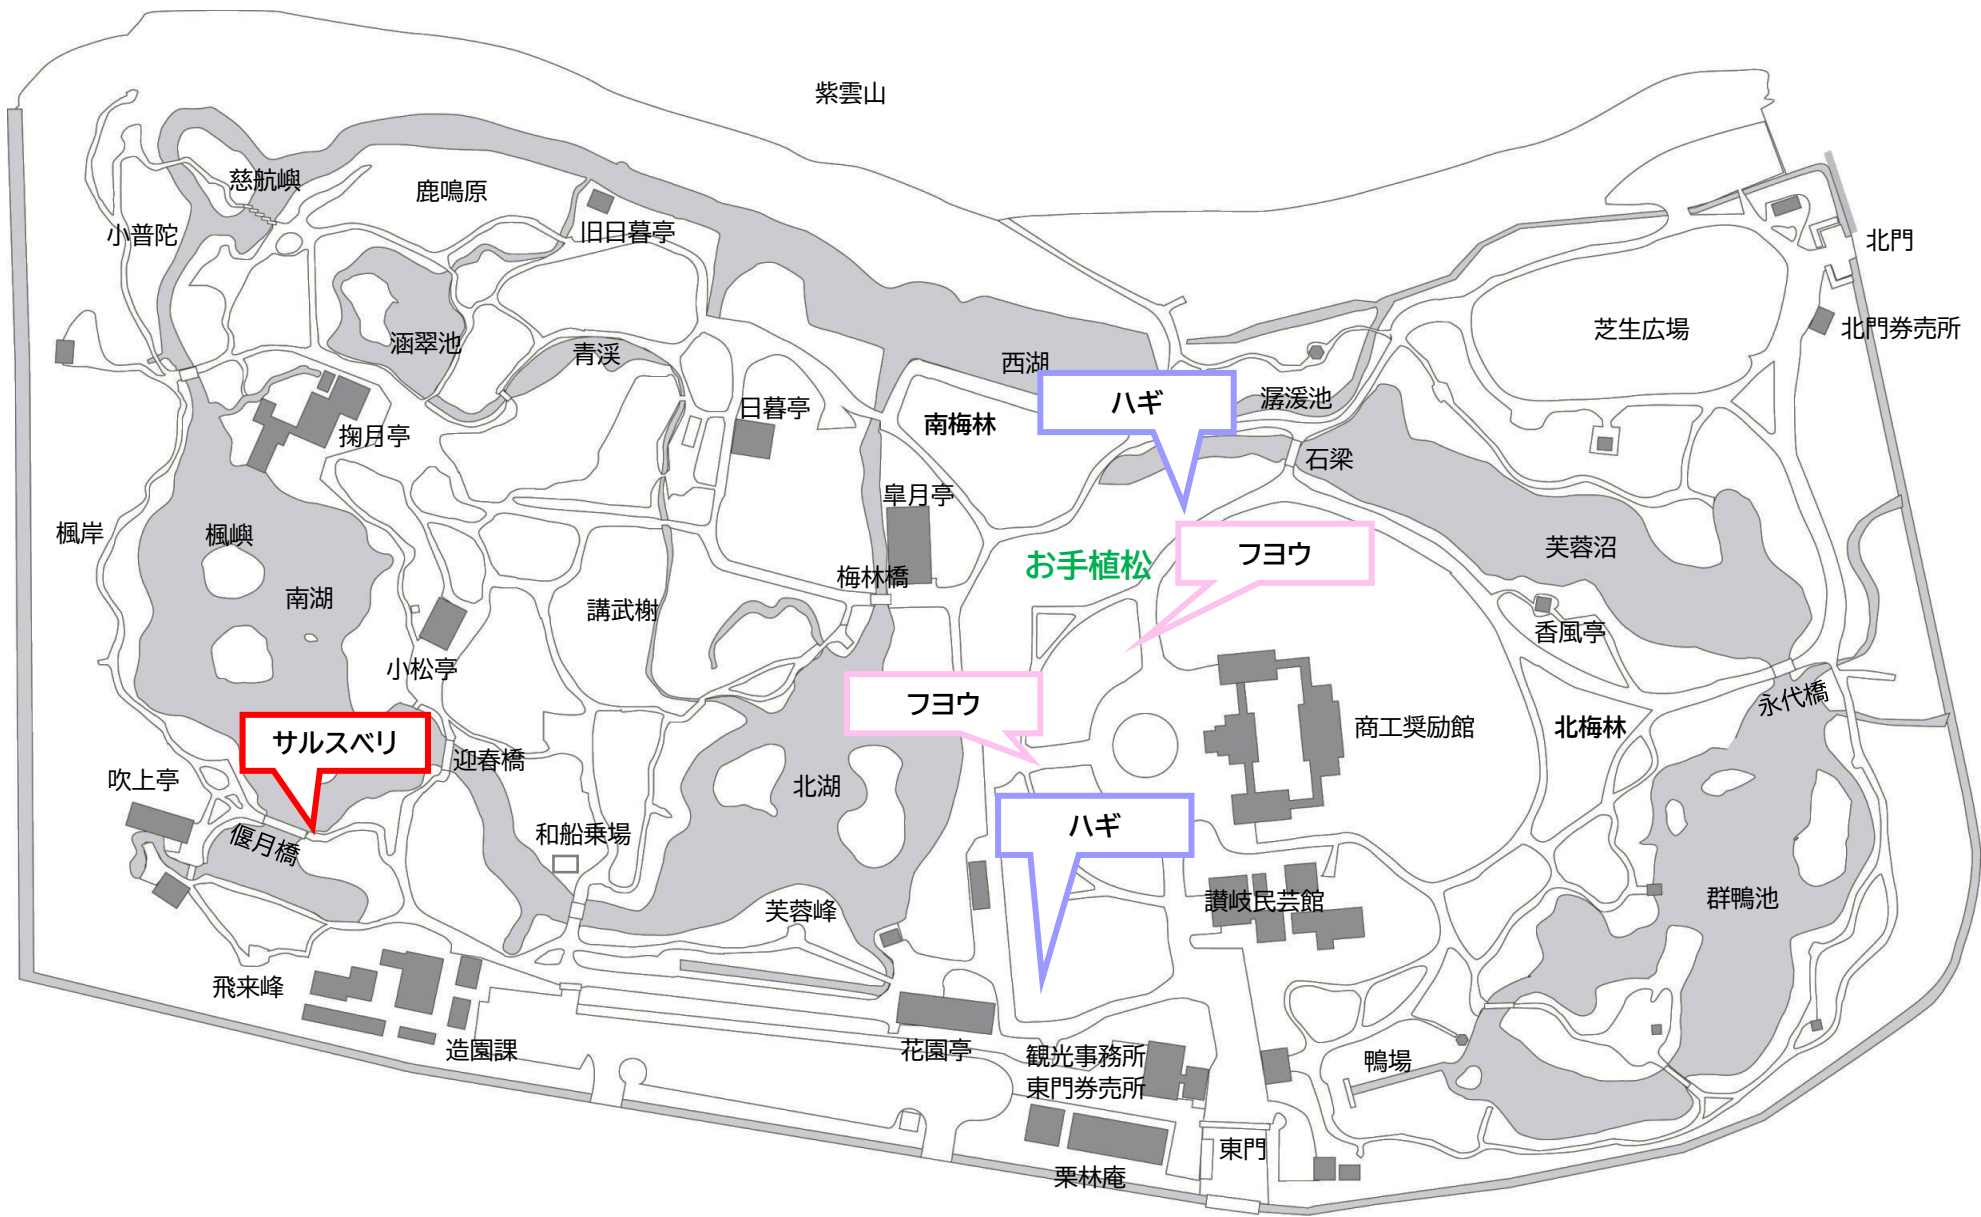 紫雲山
慈航嶼
鹿鳴原
小普陀
旧日暮亭
北門
涵翠池
青渓
西湖
芝生広場
北門券売所
ハギ
潺湲池
日暮亭
南梅林
掬月亭
石梁
皐月亭
楓岸
楓嶼
フヨウ
芙蓉沼
お手植松
梅林橋
南湖
講武榭
香風亭
小松亭
フヨウ
永代橋
サルスベリ
商工奨励館
北梅林
迎春橋
吹上亭
北湖
ハギ
和船乗場
偃月橋
讃岐民芸館
群鴨池
芙蓉峰
飛来峰
造園課
花園亭
観光事務所
東門券売所
鴨場
東門
栗林庵